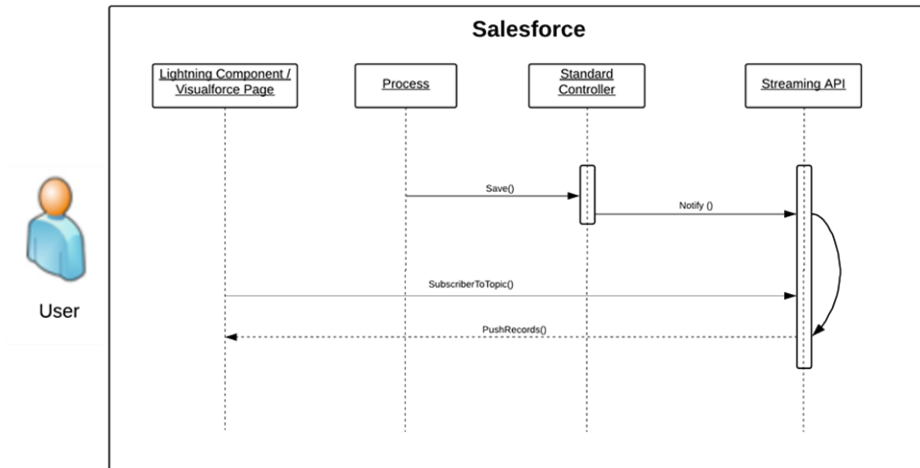 Salesforce
Lightning Component /
Visualforce Page
Process
Standard
Controller
Streaming API
Save()
Notify ()
SubscriberToTopic()
PushRecords()
User